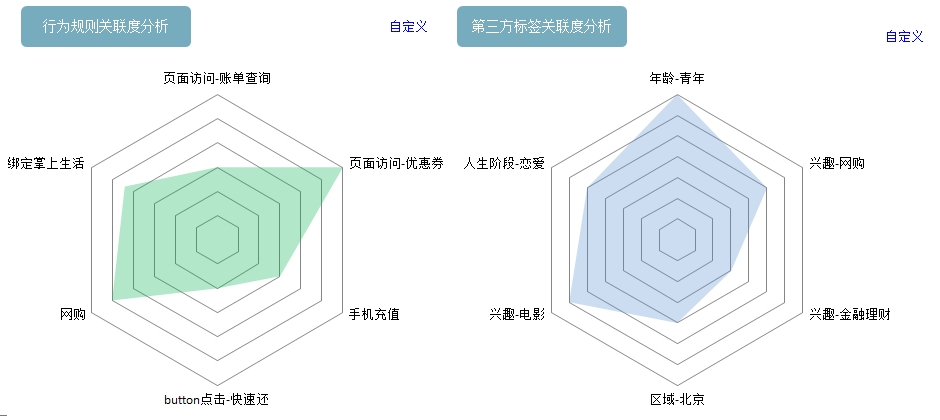 行为规则关联度分析
自定义
第三方标签关联度分析
自定义
页面访问-账单查询
绑定掌上生活
页面访问-优惠券
网购
手机充值
button点击-快速还
年龄-青年
人生阶段-恋爱
兴趣-网购
兴趣-电影
兴趣-金融理财
区域-北京